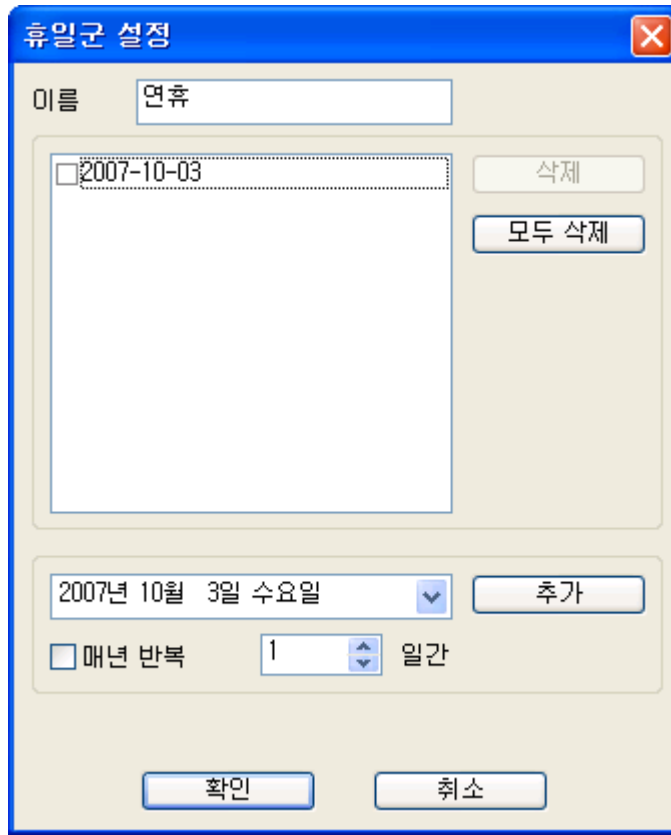 휴일군 설정
이름 연휴
2007-10-03
삭제
모두 삭제
2007년 10월 3일 수요일
추가
매년 반복 1 일간
확인 취소